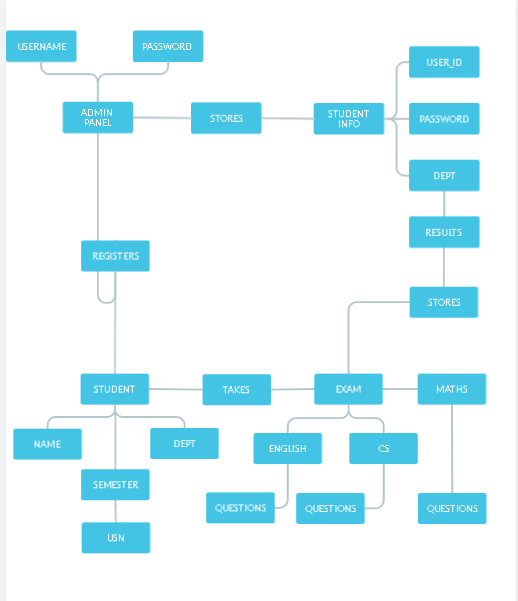 USERNAME
PASSWORD
USER_ID
ADMIN
PANEL
STORES
STUDENT
INFO
PASSWORD
DEPT
RESULTS
REGISTERS
STORES
STUDENT
TAKES
EXAM
MATHS
NAME
DEPT
ENGLISH
CS
SEMESTER
QUESTIONS
QUESTIONS
QUESTIONS
USN